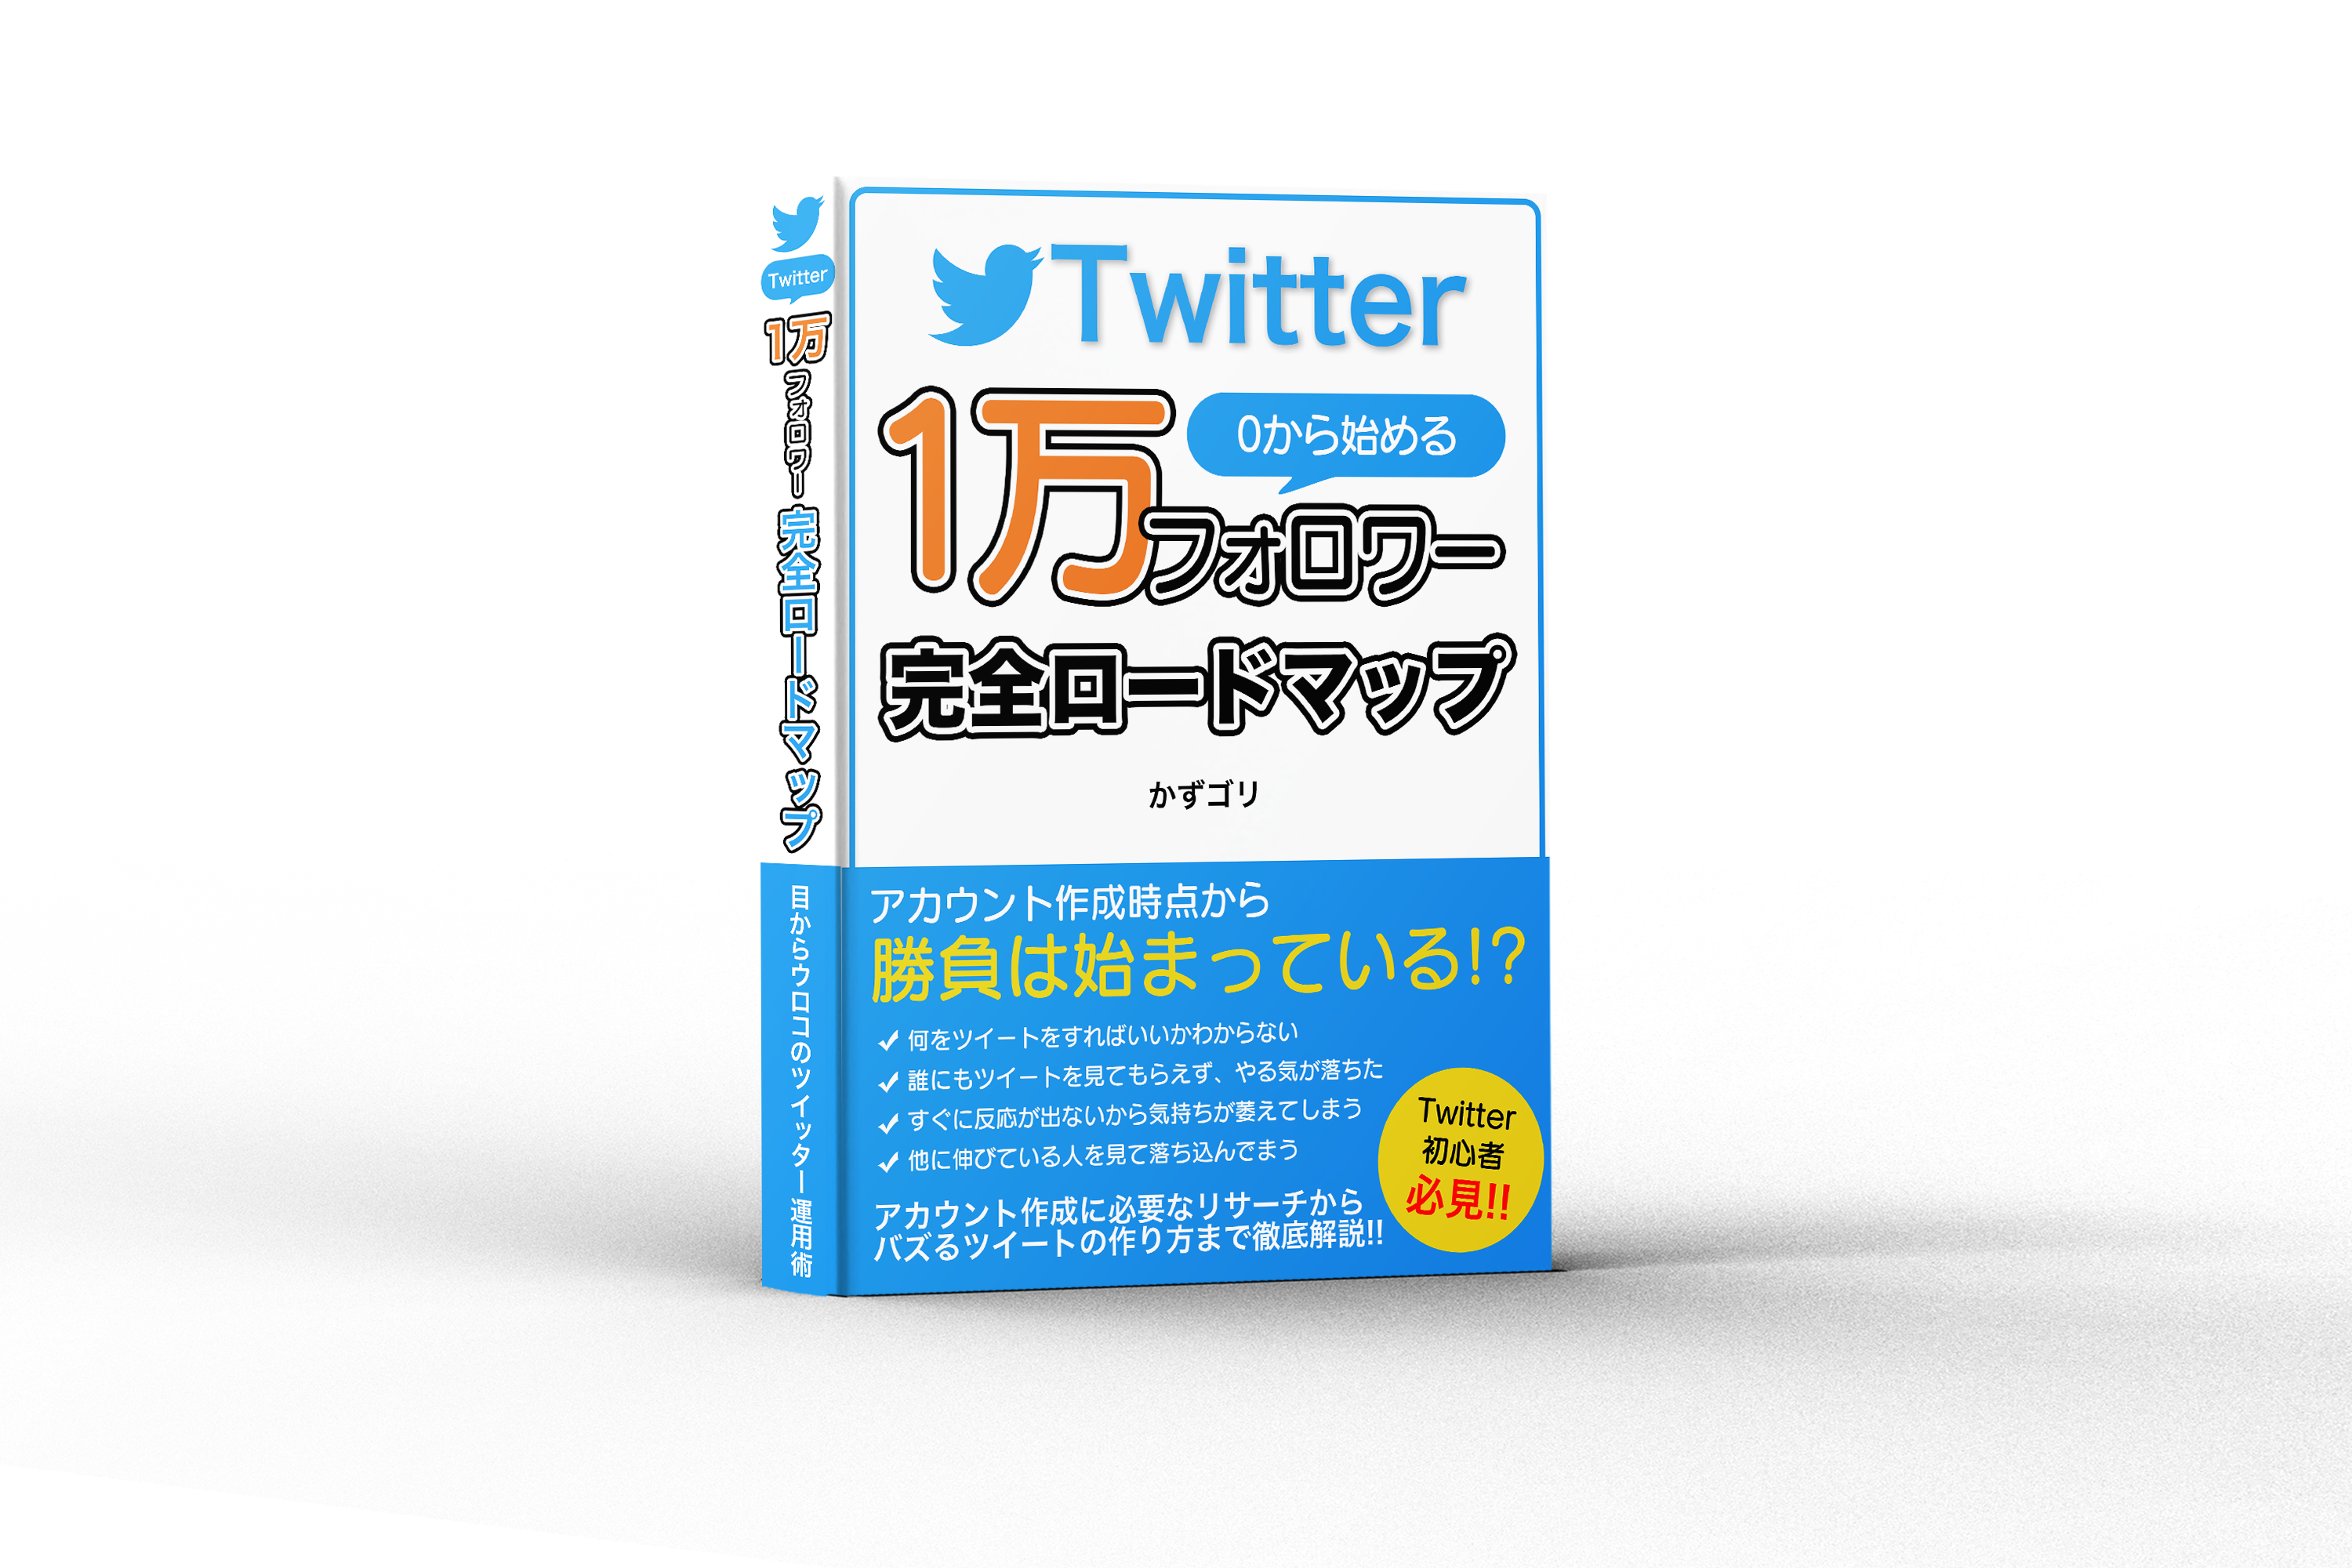 Twitter
1万
フォロワー
完全ロードマップ
目からウロコのツイッター運用術
Twitter
0から始める
1万フォロワー
完全ロードマップ
かずゴリ
アカウント作成時点から
勝負は始まっている!?
何をツイートをすればいいかわからない
誰にもツイートを見てもらえず、やる気が落ちた
すぐに反応が出ないから気持ちが萎えてしまう
他に伸びている人を見て落ち込んでまう
アカウント作成に必要なリサーチから
バズるツイートの作り方まで徹底解説!!
Twitter
初心者
必見!!